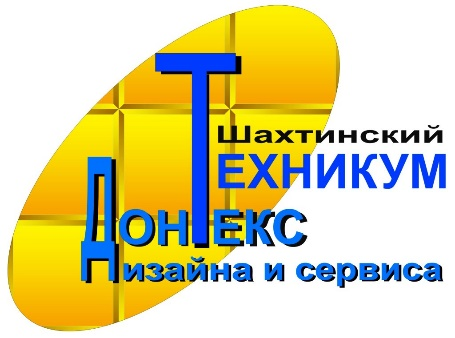 Шахтинский
ТЕХНИКУМ
ДОНТЕКС
Дизайна и сервиса